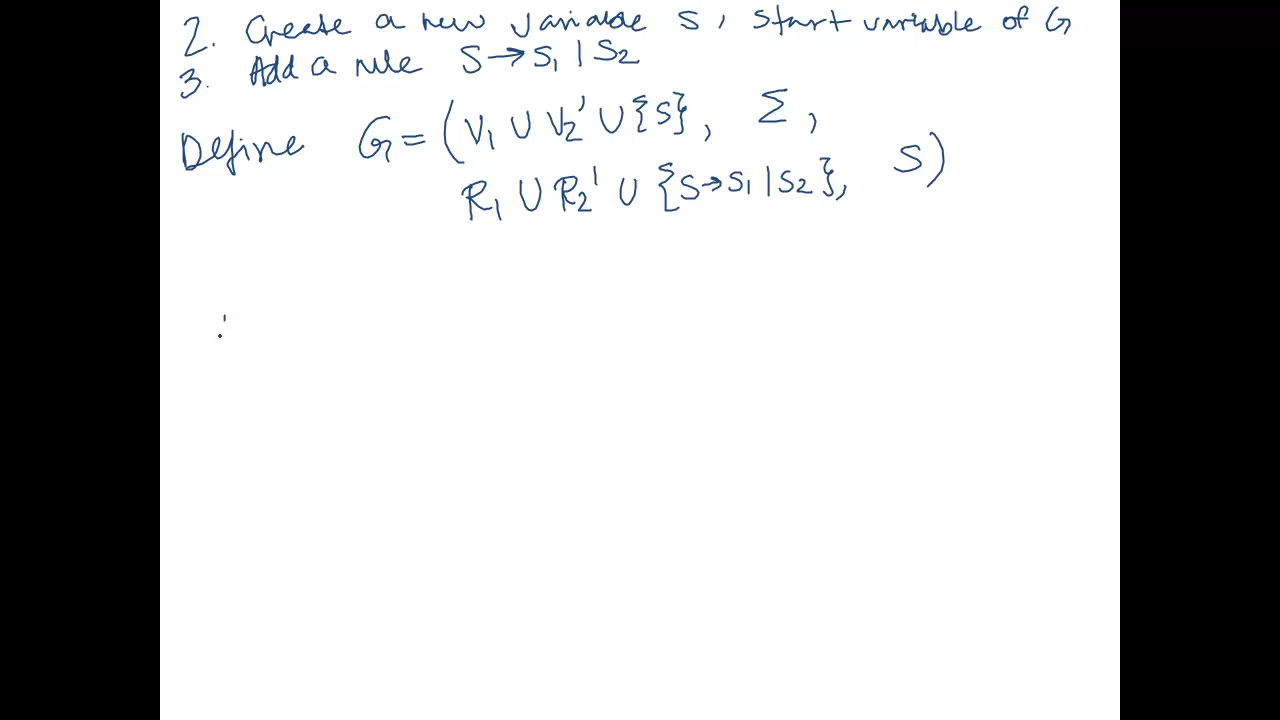 2. Create a new variable S, start variable of G
3. Add a rule S → S₁ | S₂
Define G = (V₁ ∪ V₂' ∪ {S}, Σ,
R₁ ∪ R₂' ∪ {S→S₁ | S₂}, S)